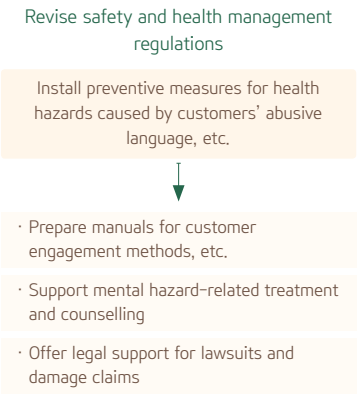 Revise safety and health management
regulations
Install preventive measures for health
hazards caused by customers’ abusive
language, etc.
· Prepare manuals for customer
engagement methods, etc.
· Support mental hazard-related treatment
and counselling
· Offer legal support for lawsuits and
damage claims